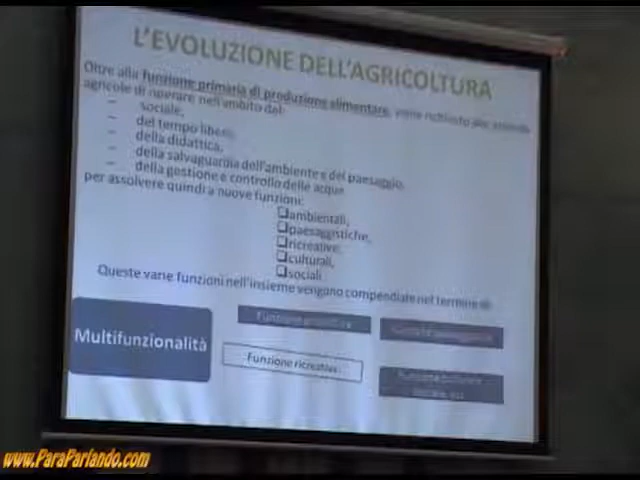 L'EVOLUZIONE DELL'AGRICOLTURA
Oltre alla funzione primaria di produzione alimentare, viene richiesto alle aziende
agricole di operare nell'ambito del:
– sociale,
– del tempo libero,
– della didattica,
– della salvaguardia dell'ambiente e del paesaggio,
– della gestione e controllo delle acque
per assolvere quindi a nuove funzioni:
❑ambientali,
❑paesaggistiche,
❑ricreative,
❑culturali,
❑sociali.
Queste varie funzioni nell'insieme vengono compendiate nel termine di:
Multifunzionalità
Funzione produttiva
Funzione ricreativa
Funzione
www.ParaParlando.com